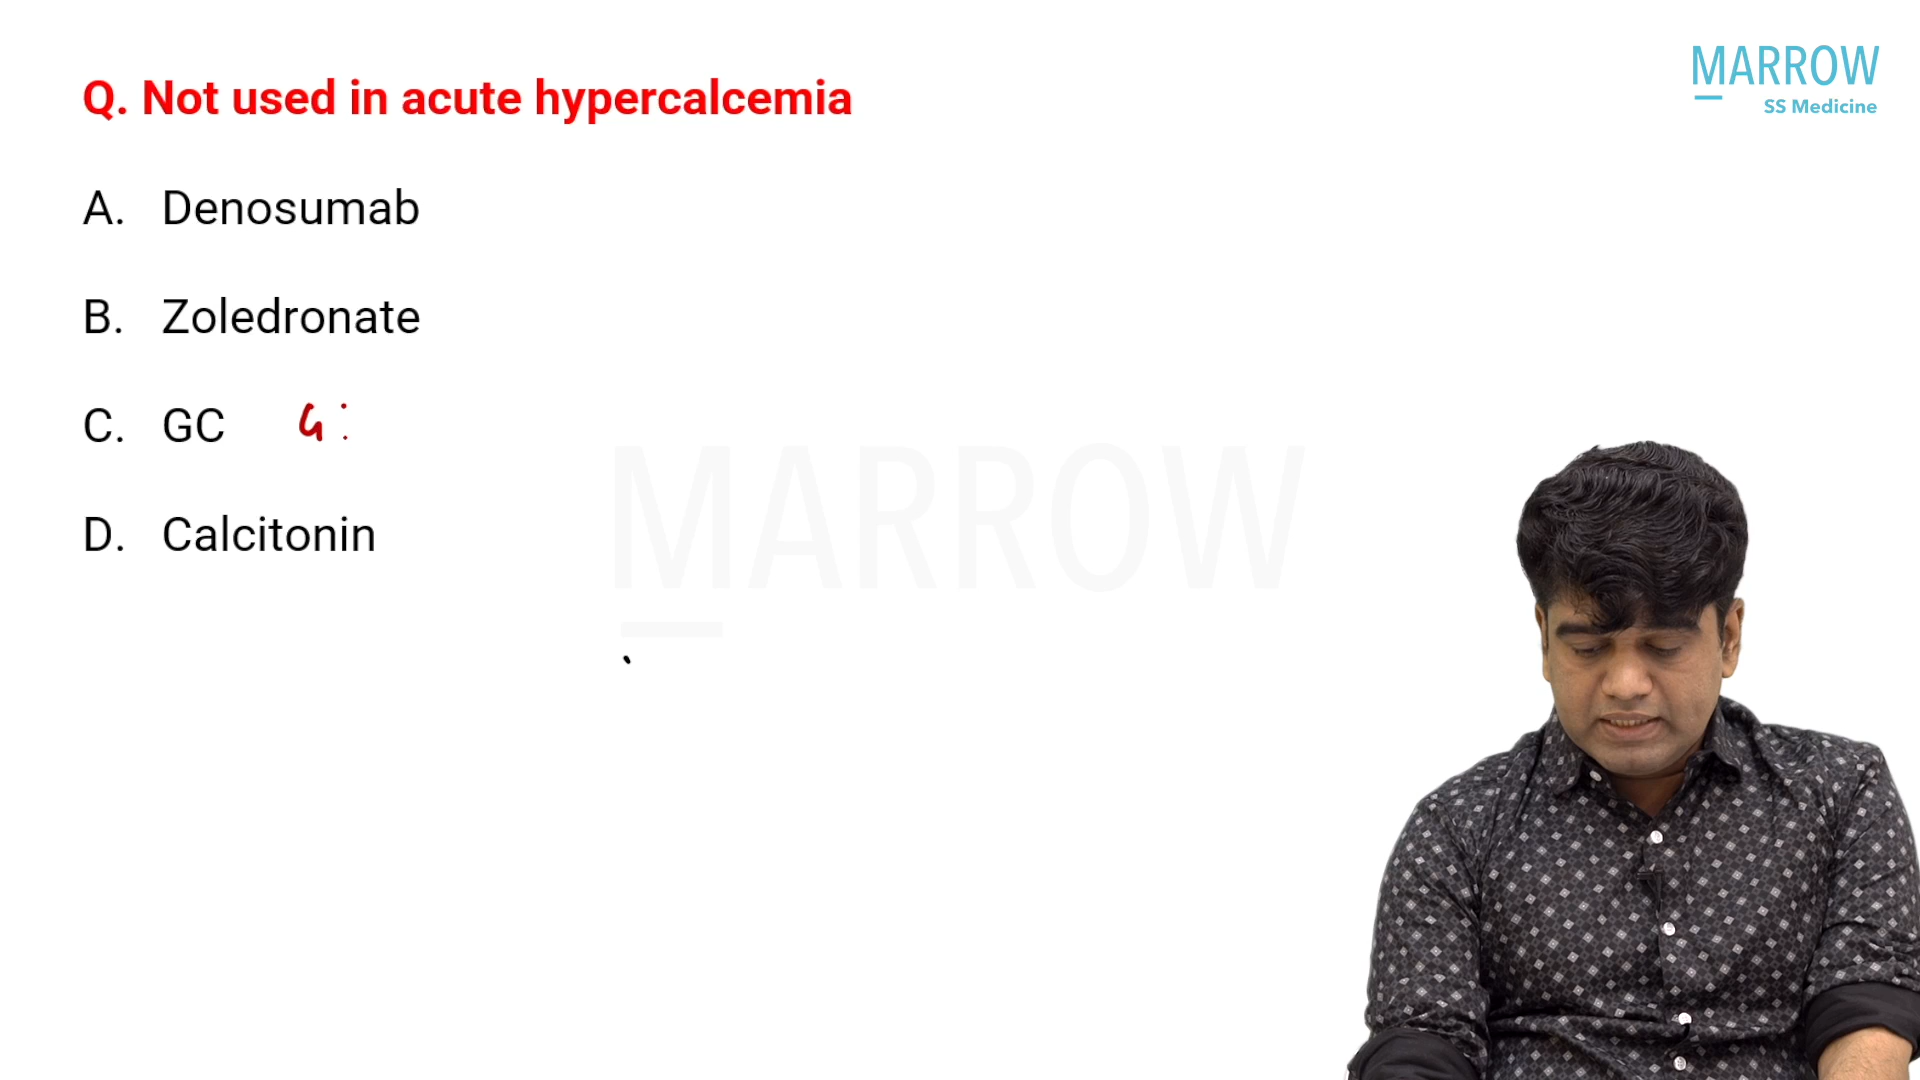 MARROW
SS Medicine
Q. Not used in acute hypercalcemia
A. Denosumab
B. Zoledronate
C. GC G :
D. Calcitonin
MARROW